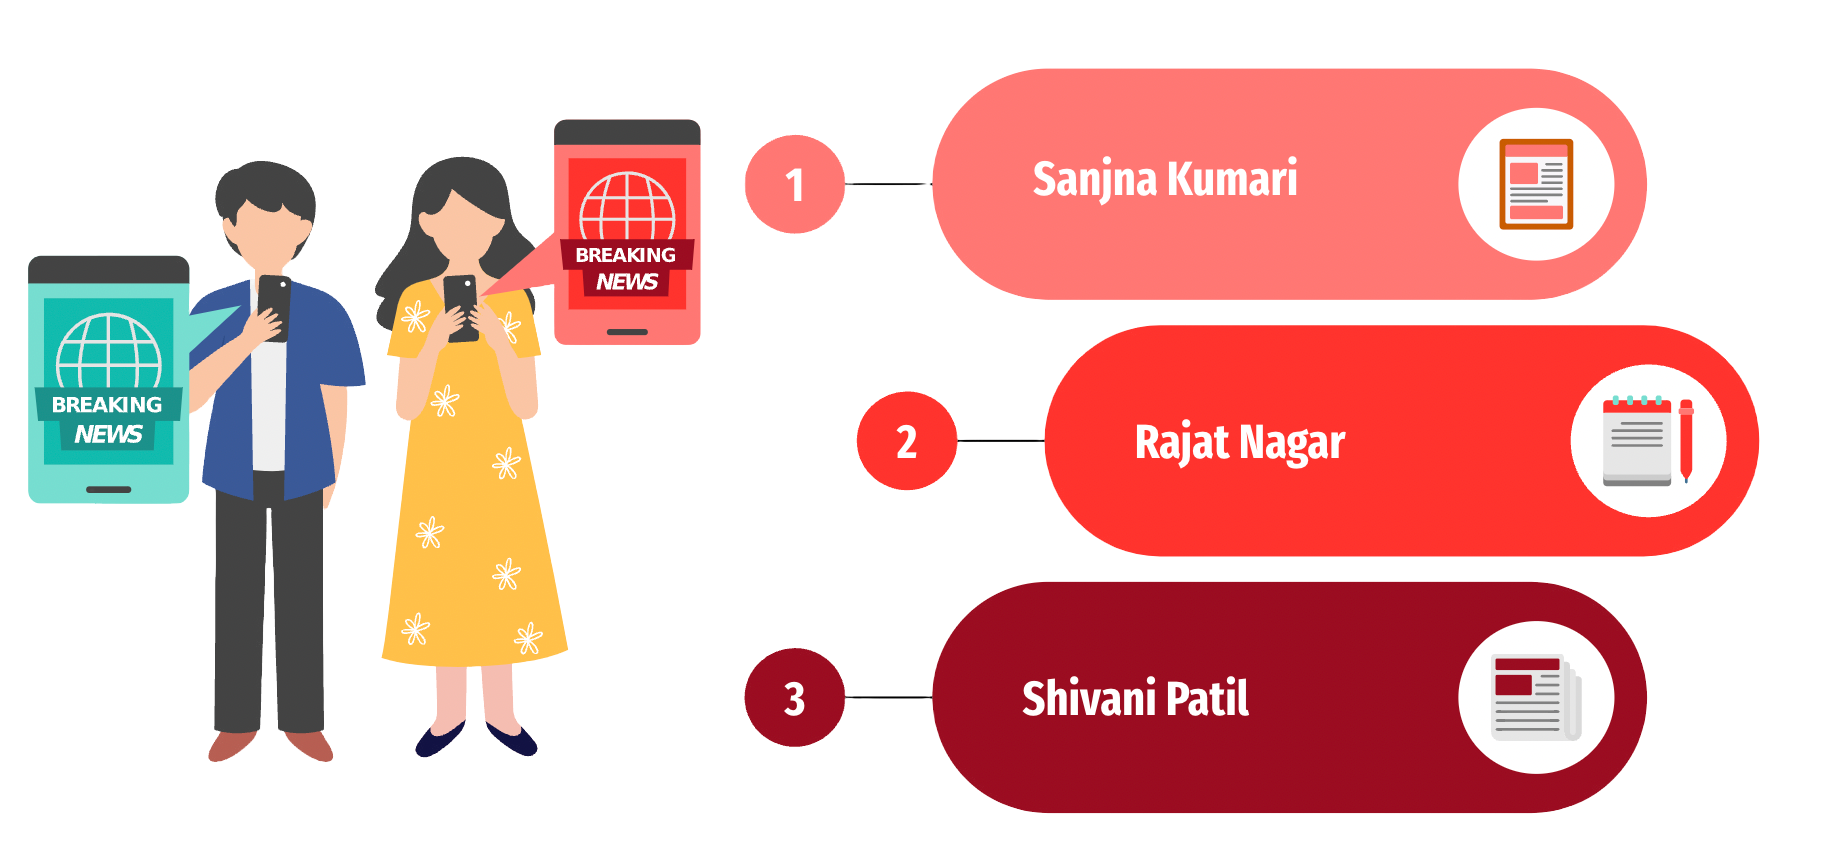 BREAKING
NEWS
BREAKING
NEWS
1
Sanjna Kumari
2
Rajat Nagar
3
Shivani Patil